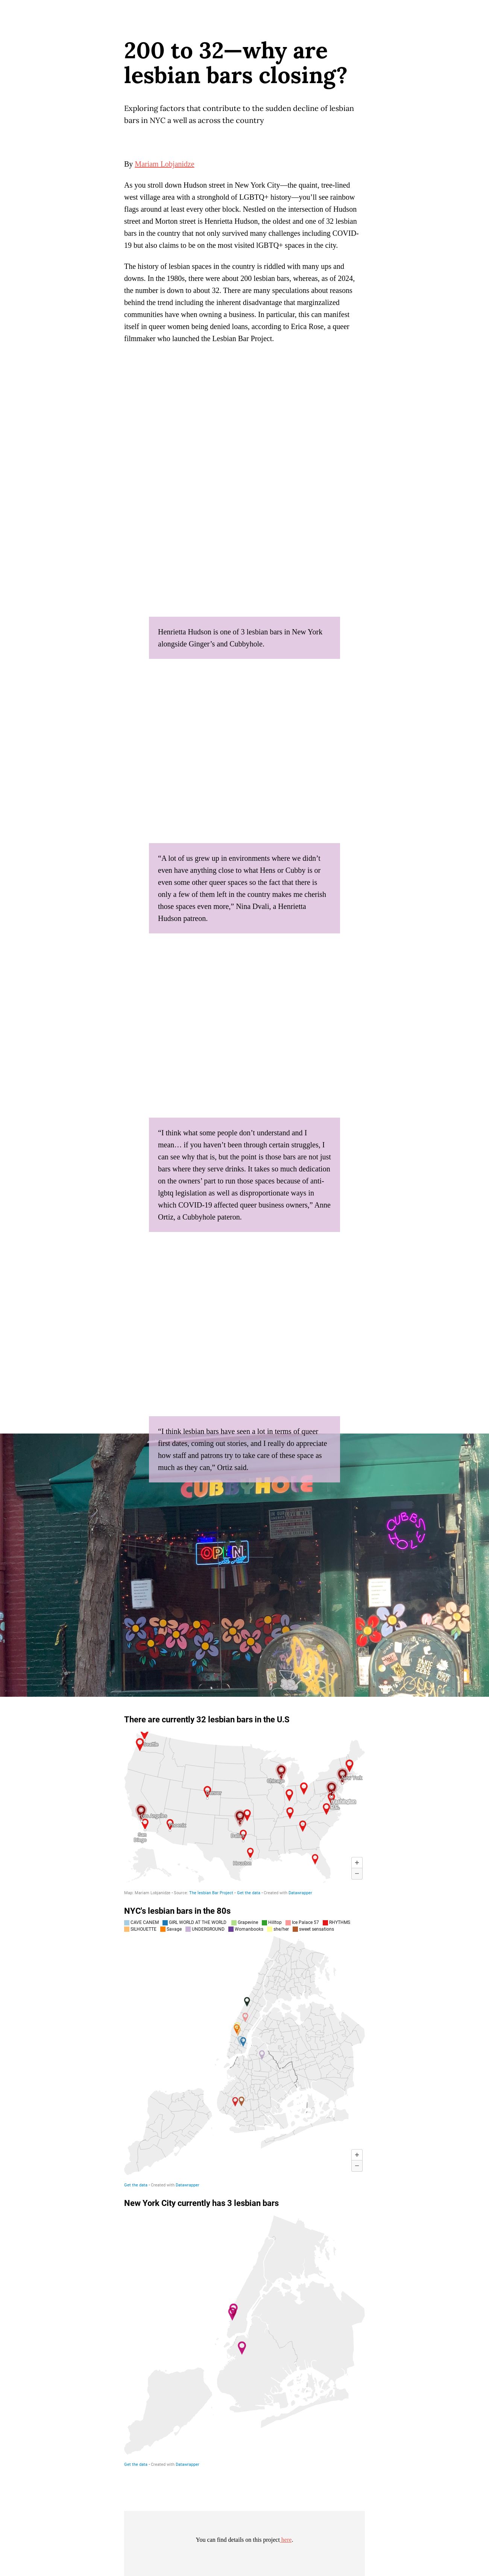 200 to 32—why are
lesbian bars closing?
Exploring factors that contribute to the sudden decline of lesbian
bars in NYC a well as across the country
By Mariam Lobjanidze
As you stroll down Hudson street in New York City—the quaint, tree-lined
west village area with a stronghold of LGBTQ+ history—you’ll see rainbow
flags around at least every other block. Nestled on the intersection of Hudson
street and Morton street is Henrietta Hudson, the oldest and one of 32 lesbian
bars in the country that not only survived many challenges including COVID-
19 but also claims to be on the most visited lGBTQ+ spaces in the city.
The history of lesbian spaces in the country is riddled with many ups and
downs. In the 1980s, there were about 200 lesbian bars, whereas, as of 2024,
the number is down to about 32. There are many speculations about reasons
behind the trend including the inherent disadvantage that marginzalized
communities have when owning a business. In particular, this can manifest
itself in queer women being denied loans, according to Erica Rose, a queer
filmmaker who launched the Lesbian Bar Project.
Henrietta Hudson is one of 3 lesbian bars in New York
alongside Ginger’s and Cubbyhole.
“A lot of us grew up in environments where we didn’t
even have anything close to what Hens or Cubby is or
even some other queer spaces so the fact that there is
only a few of them left in the country makes me cherish
those spaces even more,” Nina Dvali, a Henrietta
Hudson patreon.
“I think what some people don’t understand and I
mean… if you haven’t been through certain struggles, I
can see why that is, but the point is those bars are not just
bars where they serve drinks. It takes so much dedication
on the owners’ part to run those spaces because of anti-
lgbtq legislation as well as disproportionate ways in
which COVID-19 affected queer business owners,” Anne
Ortiz, a Cubbyhole pateron.
“I think lesbian bars have seen a lot in terms of queer
first dates, coming out stories, and I really do appreciate
how staff and patrons try to take care of these space as
much as they can,” Ortiz said.
CUBBYHOLE
OPEN
CUBBY
HOLE
There are currently 32 lesbian bars in the U.S
Seattle
Chicago
New York
Denver
Washington
Los Angeles
Phoenix
San
Diego
Dallas
Houston
+
−
Map: Mariam Lobjanidze • Source: The lesbian Bar Project • Get the data • Created with Datawrapper
NYC's lesbian bars in the 80s
CAVE CANEM GIRL WORLD AT THE WORLD Grapevine Hilltop Ice Palace 57 RHYTHMS
SILHOUETTE Savage UNDERGROUND Womanbooks she/her sweet sensations
+
−
Get the data • Created with Datawrapper
New York City currently has 3 lesbian bars
Get the data • Created with Datawrapper
You can find details on this project here.